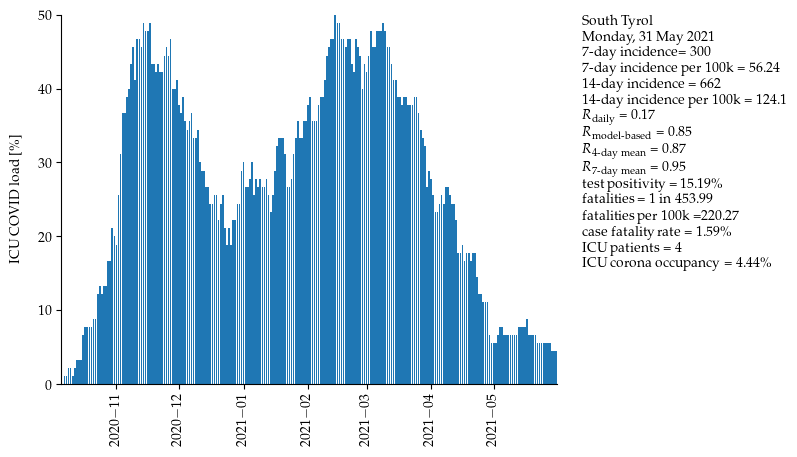 50
40
30
20
10
0
ICU COVID load [%]
2020−11
2020−12
2021−01
2021−02
2021−03
2021−04
2021−05
South Tyrol
Monday, 31 May 2021
7-day incidence= 300
7-day incidence per 100k = 56.24
14-day incidence = 662
14-day incidence per 100k = 124.1
Rdaily = 0.17
Rmodel-based = 0.85
R4-day mean = 0.87
R7-day mean = 0.95
test positivity = 15.19%
fatalities = 1 in 453.99
fatalities per 100k =220.27
case fatality rate = 1.59%
ICU patients = 4
ICU corona occupancy = 4.44%